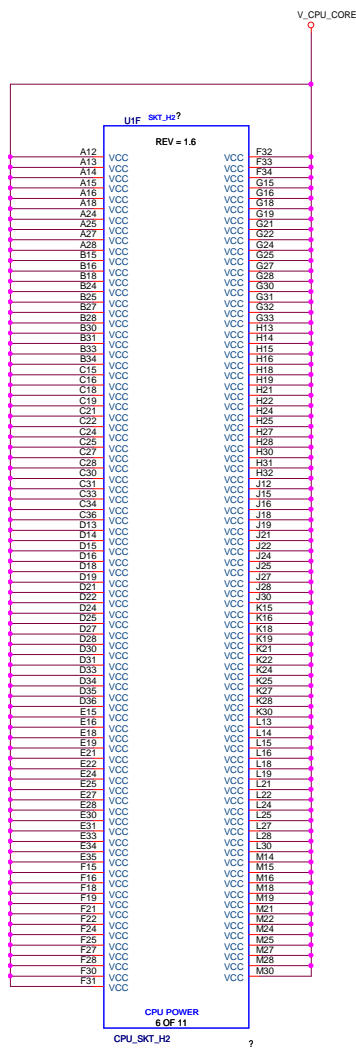 V_CPU_CORE
U1F SKT_H2 ?
REV = 1.6
A12 VCC VCC F32
A13 VCC VCC F33
A14 VCC VCC F34
A15 VCC VCC G15
A16 VCC VCC G16
A18 VCC VCC G18
A24 VCC VCC G19
A25 VCC VCC G21
A27 VCC VCC G22
A28 VCC VCC G24
B15 VCC VCC G25
B16 VCC VCC G27
B18 VCC VCC G28
B24 VCC VCC G30
B25 VCC VCC G31
B27 VCC VCC G32
B28 VCC VCC G33
B30 VCC VCC H13
B31 VCC VCC H14
B33 VCC VCC H15
B34 VCC VCC H16
C15 VCC VCC H18
C16 VCC VCC H19
C18 VCC VCC H21
C19 VCC VCC H22
C21 VCC VCC H24
C22 VCC VCC H25
C24 VCC VCC H27
C25 VCC VCC H28
C27 VCC VCC H30
C28 VCC VCC H31
C30 VCC VCC H32
C31 VCC VCC J12
C33 VCC VCC J15
C34 VCC VCC J16
C36 VCC VCC J18
D13 VCC VCC J19
D14 VCC VCC J21
D15 VCC VCC J22
D16 VCC VCC J24
D18 VCC VCC J25
D19 VCC VCC J27
D21 VCC VCC J28
D22 VCC VCC J30
D24 VCC VCC K15
D25 VCC VCC K16
D27 VCC VCC K18
D28 VCC VCC K19
D30 VCC VCC K21
D31 VCC VCC K22
D33 VCC VCC K24
D34 VCC VCC K25
D35 VCC VCC K27
D36 VCC VCC K28
E15 VCC VCC K30
E16 VCC VCC L13
E18 VCC VCC L14
E19 VCC VCC L15
E21 VCC VCC L16
E22 VCC VCC L18
E24 VCC VCC L19
E25 VCC VCC L21
E27 VCC VCC L22
E28 VCC VCC L24
E30 VCC VCC L25
E31 VCC VCC L27
E33 VCC VCC L28
E34 VCC VCC L30
E35 VCC VCC M14
F15 VCC VCC M15
F16 VCC VCC M16
F18 VCC VCC M18
F19 VCC VCC M19
F21 VCC VCC M21
F22 VCC VCC M22
F24 VCC VCC M24
F25 VCC VCC M25
F27 VCC VCC M27
F28 VCC VCC M28
F30 VCC VCC M30
F31 VCC
CPU POWER
6 OF 11
CPU_SKT_H2
?